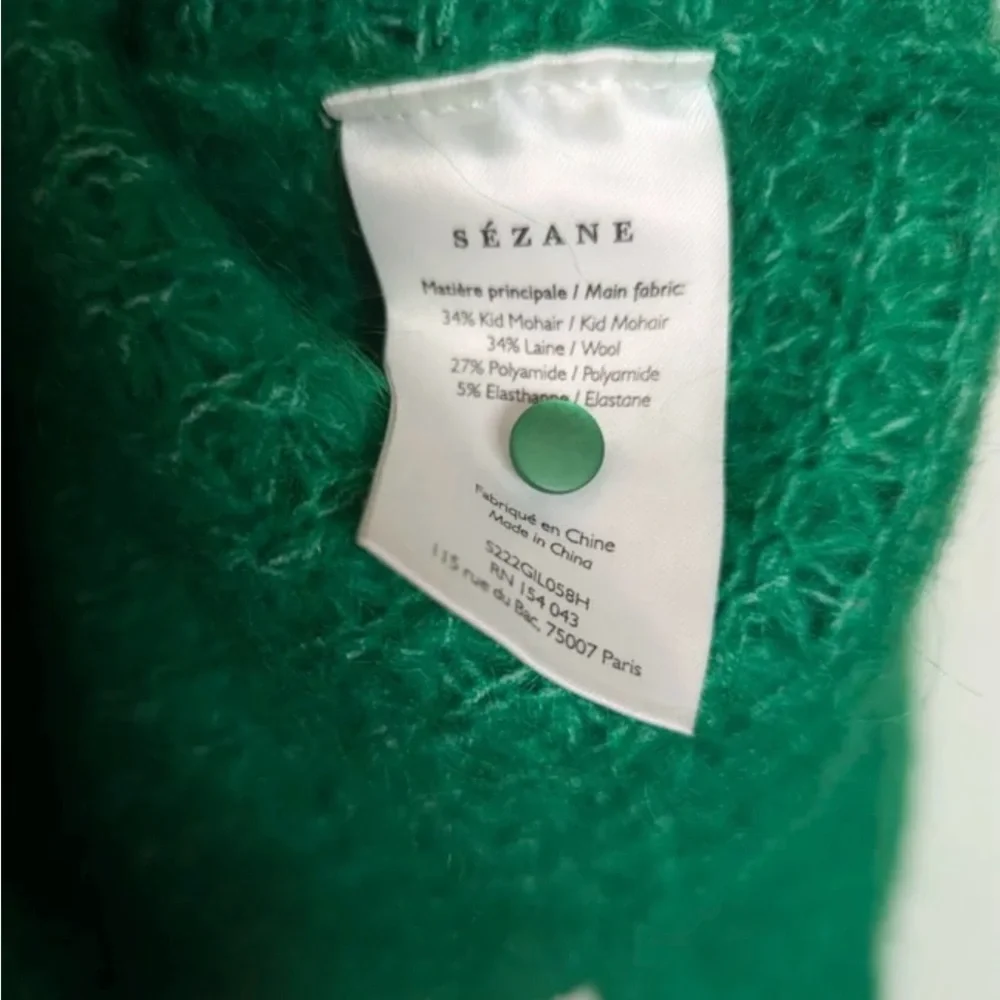 SÉZANE
Matière principale / Main fabric:
34% Kid Mohair / Kid Mohair
34% Laine / Wool
27% Polyamide / Polyamide
5% Elasthanne / Elastane
Fabriqué en Chine
Made in China
S222GIL058H
RN 154 043
115 rue du Bac, 75007 Paris